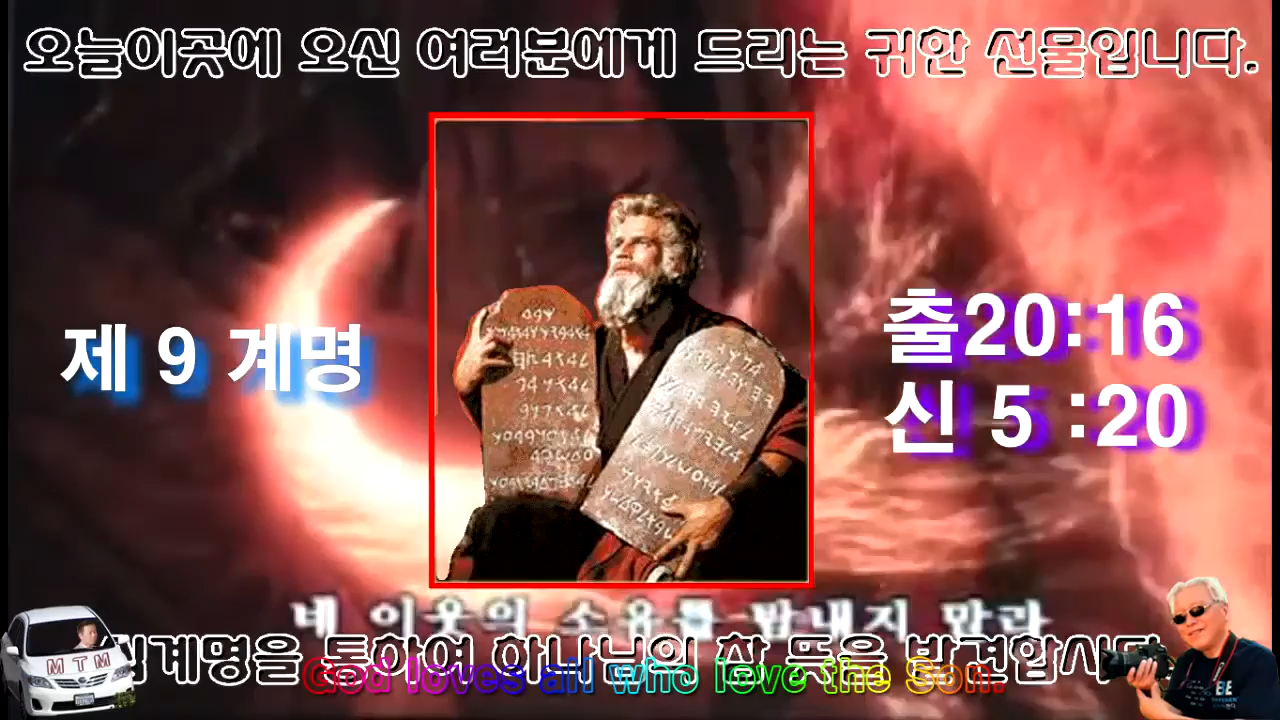 오늘이곳에 오신 여러분에게 드리는 귀한 선물입니다.
제 9 계명
출20:16
신 5 :20
네 이웃의 소유를 탐내지 말라
십계명을 통하여 하나님의 참 뜻을 발견합시다
God loves all who love the Son.
MTM